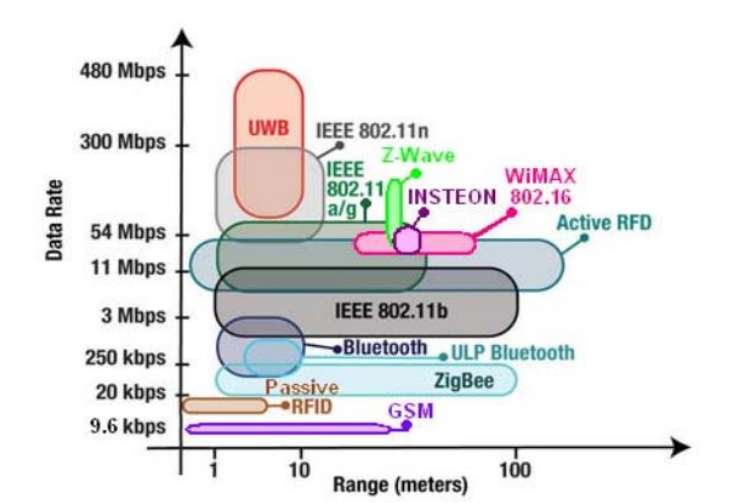 480 Mbps
UWB
IEEE 802.11n
300 Mbps
Z-Wave
IEEE
802.11
a/g
WiMAX
802.16
INSTEON
Active RFD
54 Mbps
11 Mbps
IEEE 802.11b
3 Mbps
Bluetooth
ULP Bluetooth
250 kbps
ZigBee
Passive
RFID
20 kbps
GSM
9.6 kbps
Data Rate
1
10
100
Range (meters)